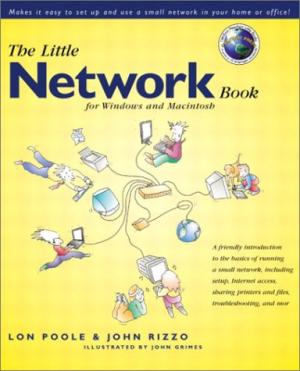 Makes it easy to set up and use a small network in your home or office!
The Little
Network Book
for Windows and Macintosh
A friendly introduction
to the basics of running
a small network, including
setup, Internet access,
sharing printers and files,
troubleshooting, and mor
LON POOLE & JOHN RIZZO
ILLUSTRATED BY JOHN GRIMES